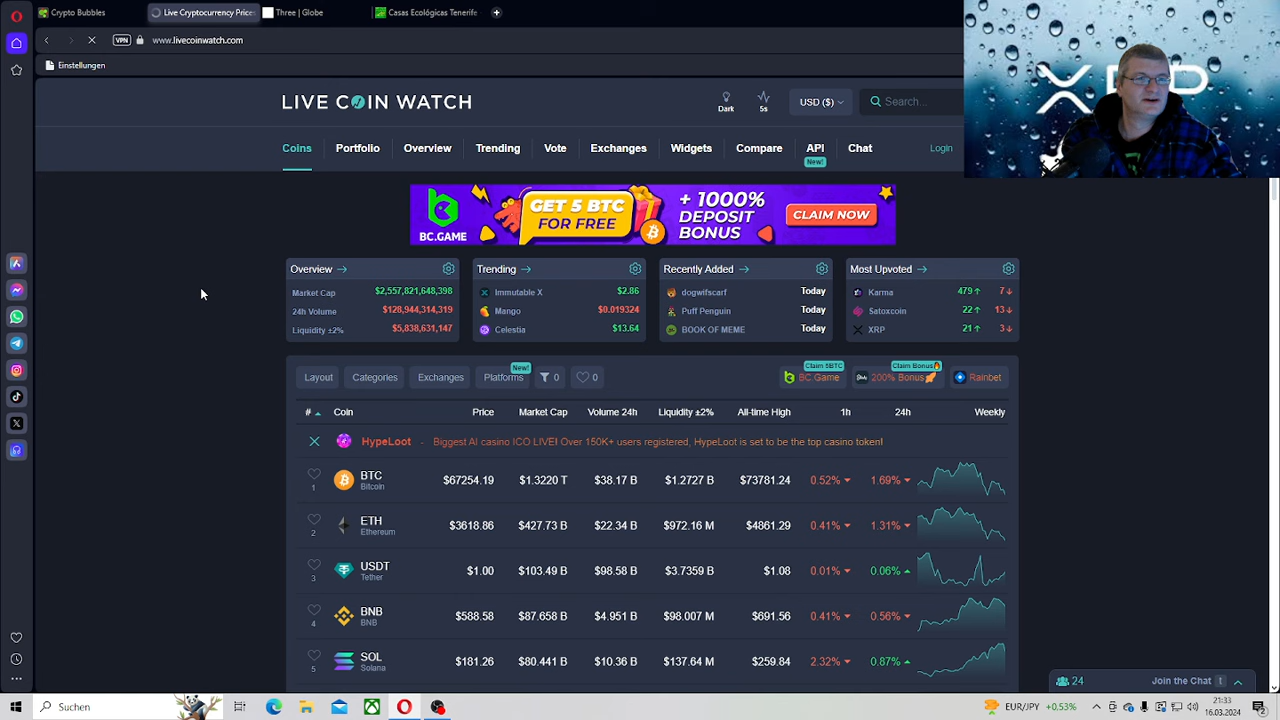 Crypto Bubbles
Live Cryptocurrency Prices
Three | Globe
Casas Ecológicas Tenerife
VPN
www.livecoinwatch.com
Einstellungen
LIVE COIN WATCH
Dark
5s
USD ($)
Search...
Coins
Portfolio
Overview
Trending
Vote
Exchanges
Widgets
Compare
API
New!
Chat
Login
BC.GAME
GET 5 BTC
FOR FREE
+ 1000%
DEPOSIT
BONUS
CLAIM NOW
Overview
Market Cap $2,557,821,648,398
24h Volume $128,944,314,319
Liquidity ±2% $5,838,631,147
Trending
Immutable X $2.86
Mango $0.019324
Celestia $13.64
Recently Added
dogwifscarf Today
Puff Penguin Today
BOOK OF MEME Today
Most Upvoted
Karma 479 7
Satoxcoin 22 13
XRP 21 3
Layout
Categories
Exchanges
Platforms
New!
0
0
Claim 5BTC
BC.Game
Claim Bonus
200% Bonus
Rainbet
# Coin Price Market Cap Volume 24h Liquidity ±2% All-time High 1h 24h Weekly
HypeLoot - Biggest AI casino ICO LIVE! Over 150K+ users registered, HypeLoot is set to be the top casino token!
1 BTC $67254.19 $1.3220 T $38.17 B $1.2727 B $73781.24 0.52% 1.69%
Bitcoin
2 ETH $3618.86 $427.73 B $22.34 B $972.16 M $4861.29 0.41% 1.31%
Ethereum
3 USDT $1.00 $103.49 B $98.58 B $3.7359 B $1.08 0.01% 0.06%
Tether
4 BNB $588.58 $87.658 B $4.951 B $98.007 M $691.56 0.41% 0.56%
BNB
5 SOL $181.26 $80.441 B $10.36 B $137.64 M $259.84 2.32% 0.87%
Solana
24
Join the Chat 1
Suchen
EUR/JPY +0,53%
21:33
16.03.2024
2